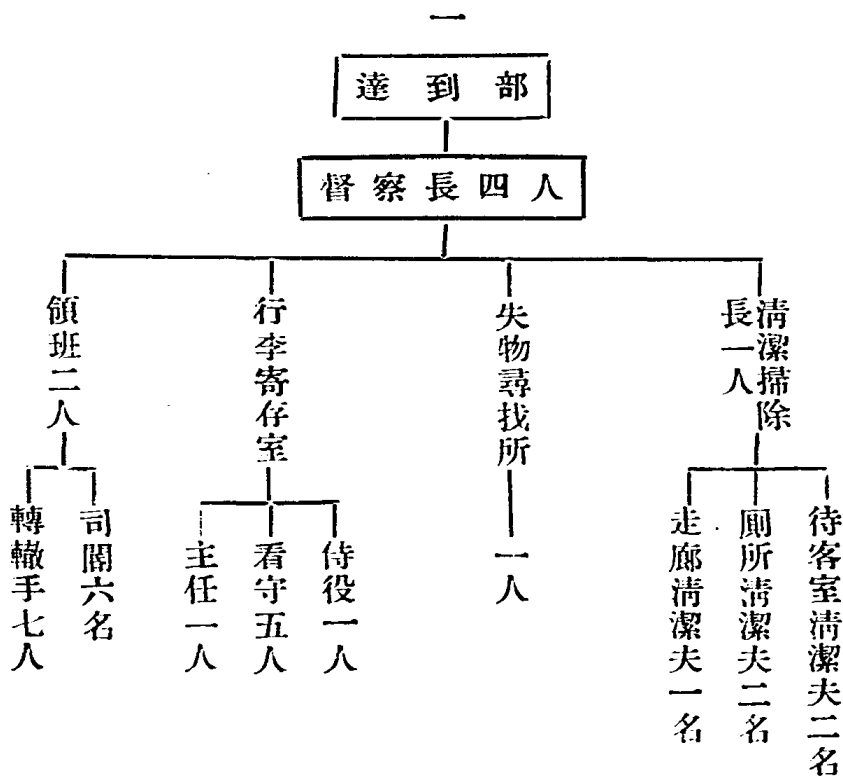 一
達到部
督察長四人
清潔掃除
長一人
失物尋找所
行李寄存室
領班二人
待客室清潔夫二名
廁所清潔夫二名
走廊清潔夫一名
一人
侍役一人
看守五人
主任一人
司閽六名
轉轍手七人